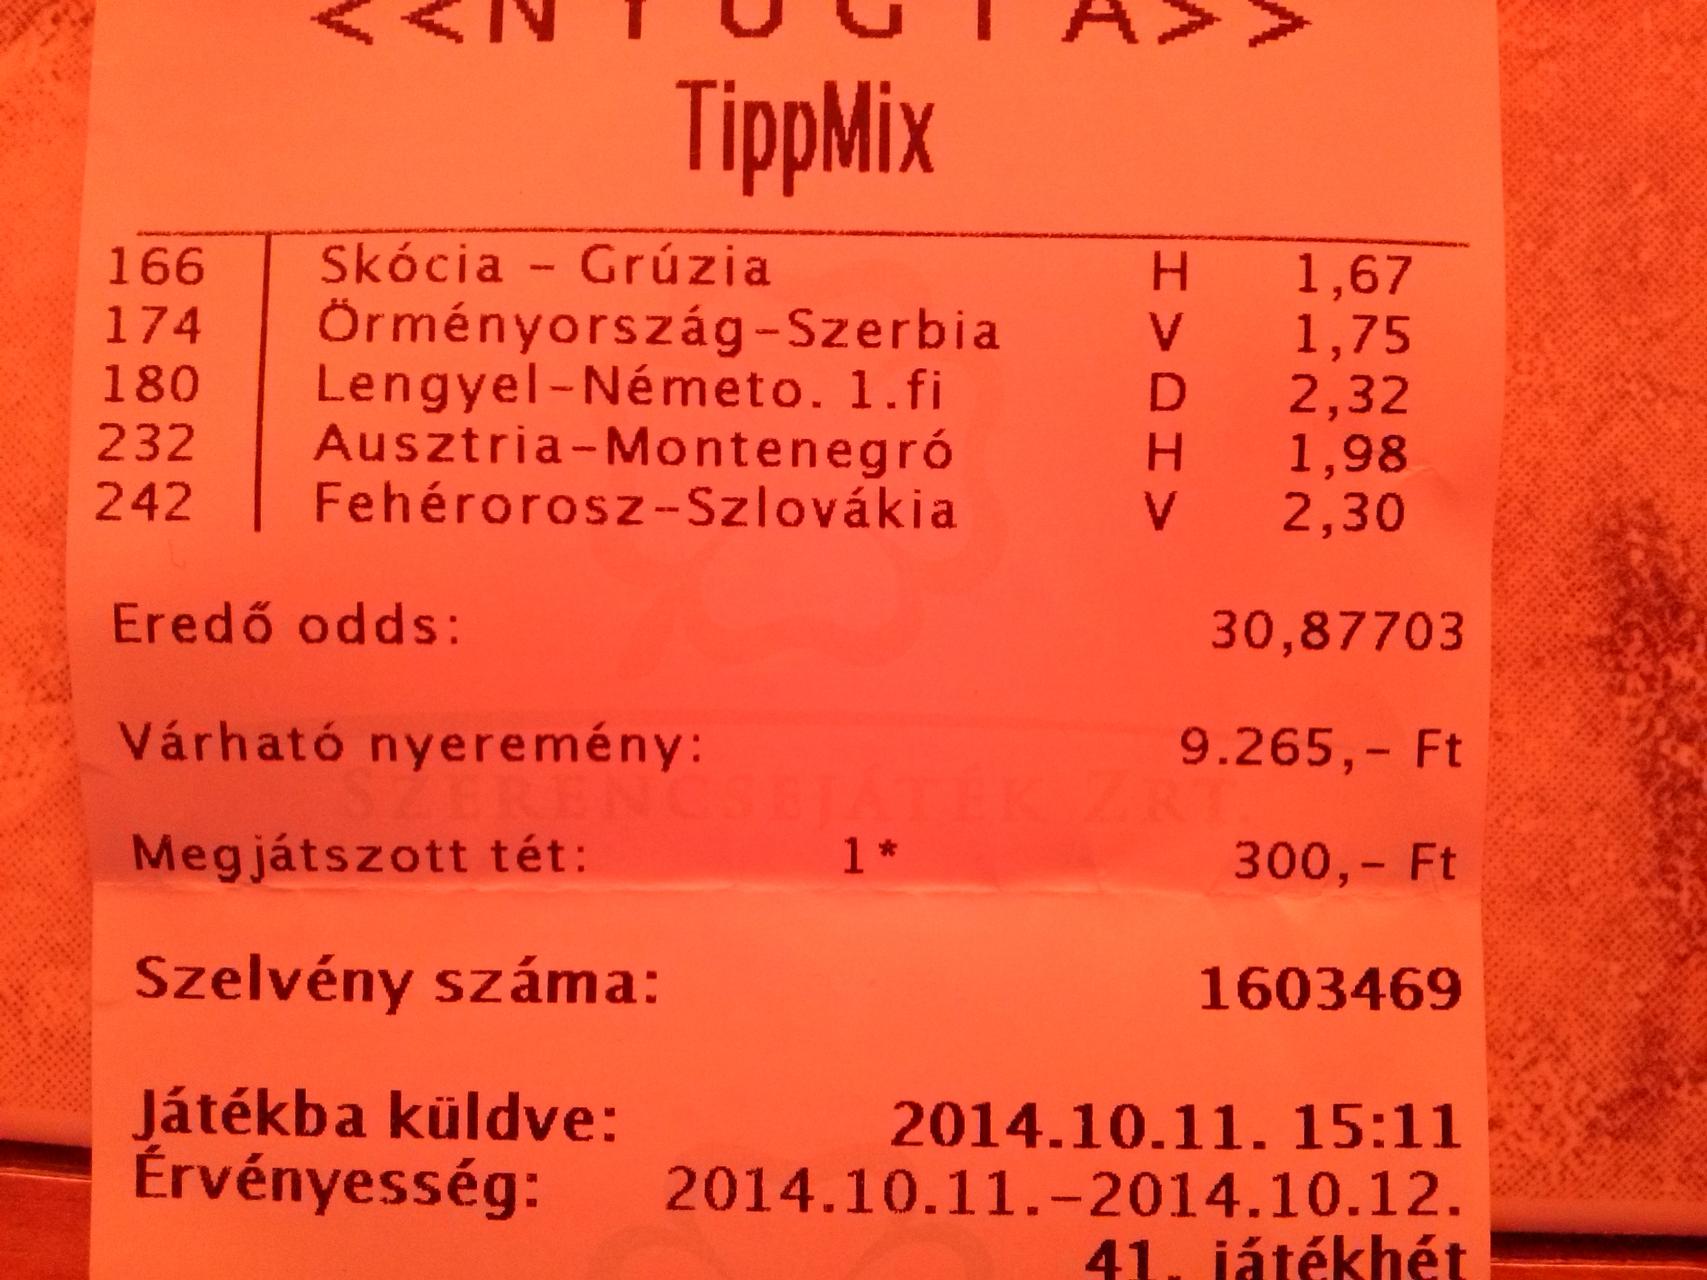 <<NYUGTA>>
TippMix
166 Skócia - Grúzia H 1,67
174 Örményország-Szerbia V 1,75
180 Lengyel-Németo. 1.fi D 2,32
232 Ausztria-Montenegró H 1,98
242 Fehérorosz-Szlovákia V 2,30
Eredő odds: 30,87703
Várható nyeremény: 9.265,- Ft
SZERENCSEJÁTÉK ZRT.
Megjátszott tét: 1* 300,- Ft
Szelvény száma: 1603469
Játékba küldve: 2014.10.11. 15:11
Érvényesség: 2014.10.11.-2014.10.12.
41. játékhét